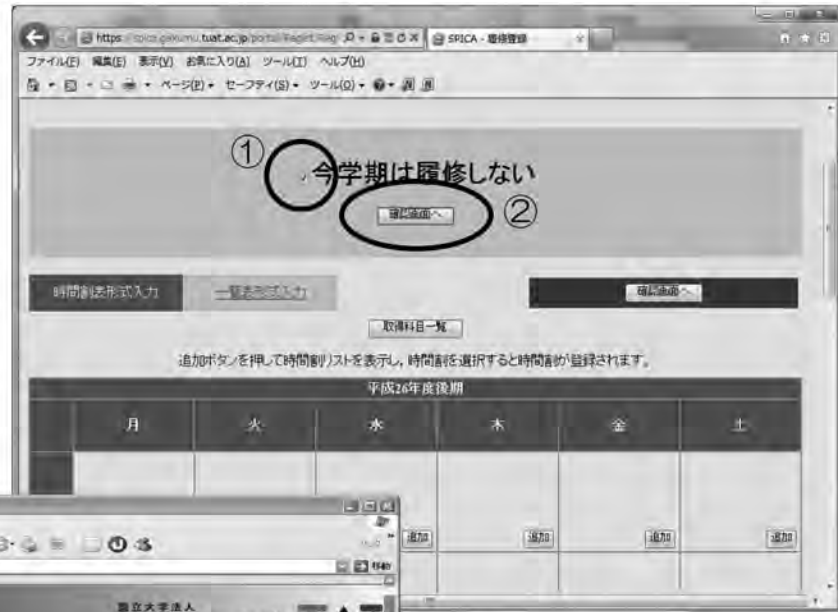 SPICA - 履修登録
ファイル(F) 編集(E) 表示(V) お気に入り(A) ツール(T) ヘルプ(H)
ページ(P) セーフティ(S) ツール(O)
① 今学期は履修しない
確認画面へ ②
時間割表形式入力 一覧表形式入力 確認画面へ
取得科目一覧
追加ボタンを押して時間割リストを表示し、時間割を選択すると時間割が登録されます。
平成26年度後期
月 火 水 木 金 土
追加 追加 追加 追加
移動
国立大学法人